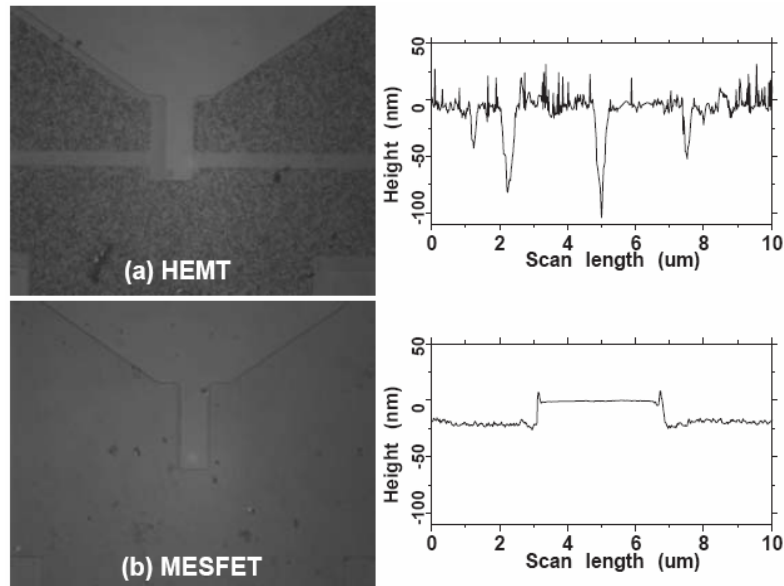 (a) HEMT
Height (nm)
50
0
-50
-100
0 2 4 6 8 10
Scan length (um)
(b) MESFET
Height (nm)
50
0
-50
-100
0 2 4 6 8 10
Scan length (um)